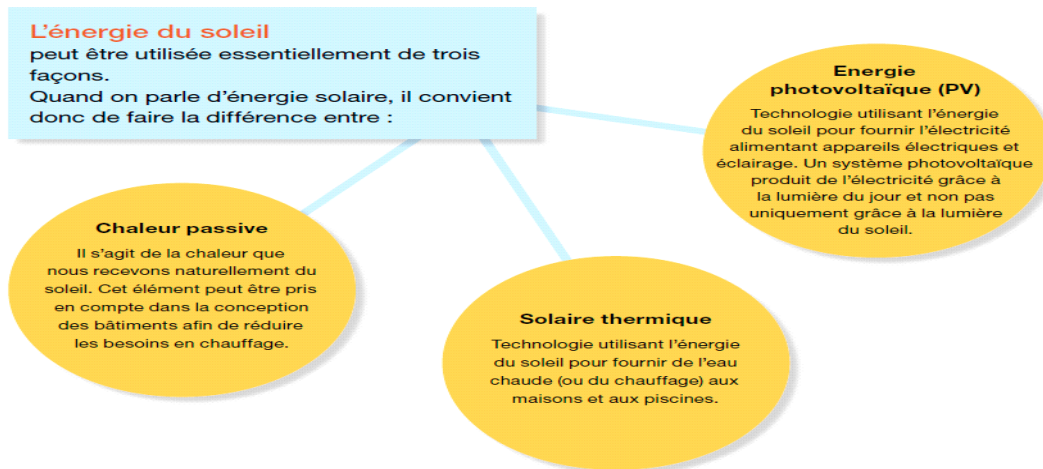 L'énergie du soleil
peut être utilisée essentiellement de trois
façons.
Quand on parle d'énergie solaire, il convient
donc de faire la différence entre :
Chaleur passive
Il s'agit de la chaleur que
nous recevons naturellement du
soleil. Cet élément peut être pris
en compte dans la conception
des bâtiments afin de réduire
les besoins en chauffage.
Solaire thermique
Technologie utilisant l'énergie
du soleil pour fournir de l'eau
chaude (ou du chauffage) aux
maisons et aux piscines.
Energie
photovoltaïque (PV)
Technologie utilisant l'énergie
du soleil pour fournir l'électricité
alimentant appareils électriques et
éclairage. Un système photovoltaïque
produit de l'électricité grâce à
la lumière du jour et non pas
uniquement grâce à la lumière
du soleil.